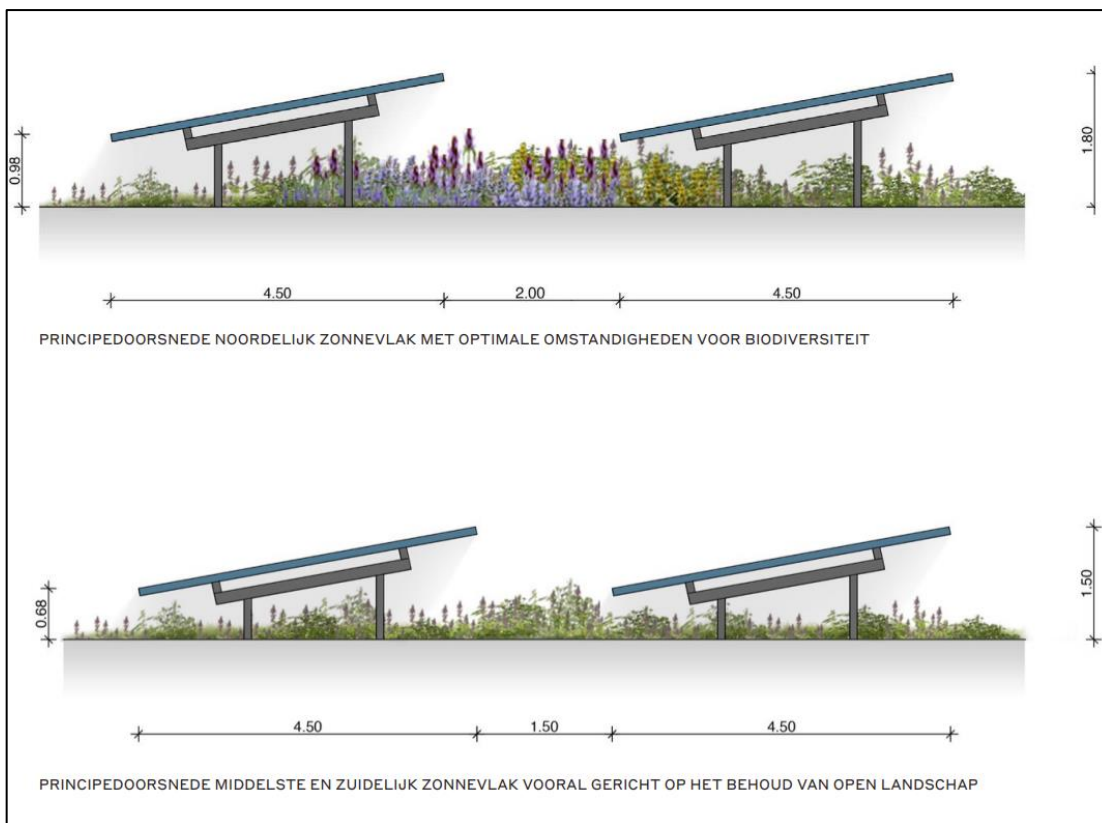 0.98
1.80
4.50 2.00 4.50
PRINCIPEDOORSNEDE NOORDELIJK ZONNEVLAK MET OPTIMALE OMSTANDIGHEDEN VOOR BIODIVERSITEIT
0.68
1.50
4.50 1.50 4.50
PRINCIPEDOORSNEDE MIDDELSTE EN ZUIDELIJK ZONNEVLAK VOORAL GERICHT OP HET BEHOUD VAN OPEN LANDSCHAP